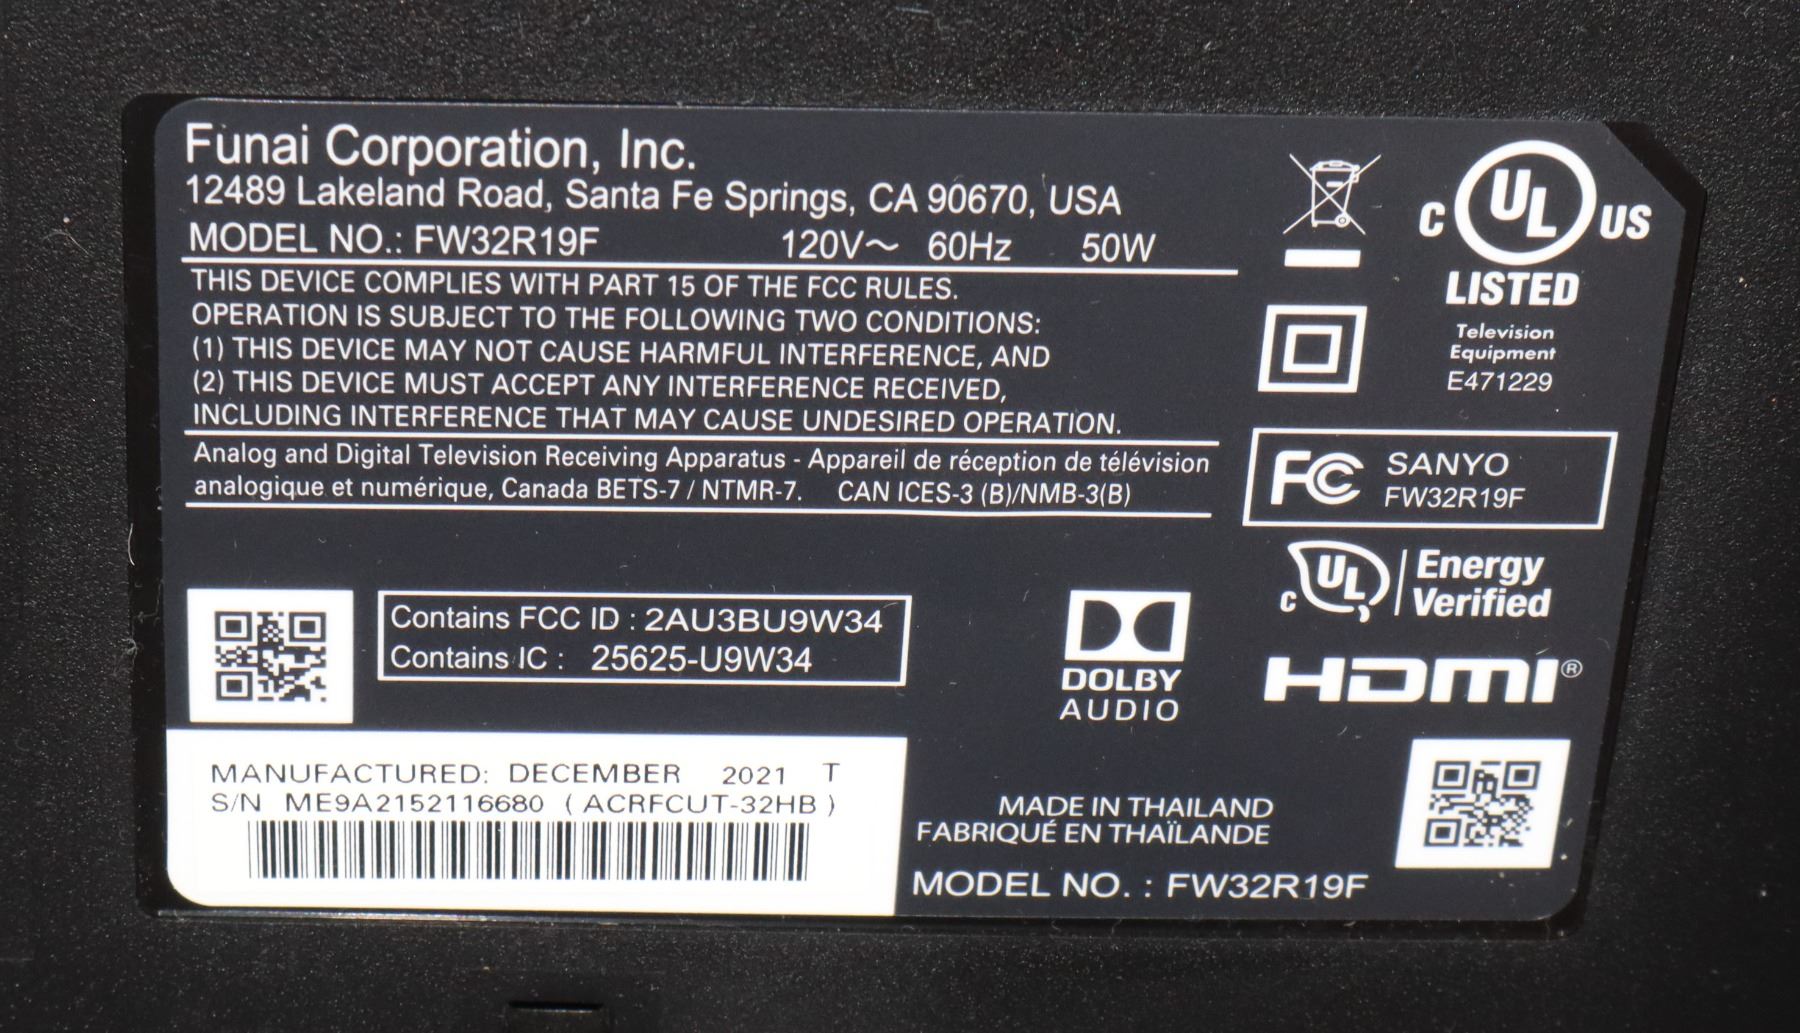 Funai Corporation, Inc.
12489 Lakeland Road, Santa Fe Springs, CA 90670, USA
MODEL NO.: FW32R19F 120V~ 60Hz 50W
THIS DEVICE COMPLIES WITH PART 15 OF THE FCC RULES.
OPERATION IS SUBJECT TO THE FOLLOWING TWO CONDITIONS:
(1) THIS DEVICE MAY NOT CAUSE HARMFUL INTERFERENCE, AND
(2) THIS DEVICE MUST ACCEPT ANY INTERFERENCE RECEIVED,
INCLUDING INTERFERENCE THAT MAY CAUSE UNDESIRED OPERATION.
Analog and Digital Television Receiving Apparatus - Appareil de réception de télévision
analogique et numérique, Canada BETS-7 / NTMR-7. CAN ICES-3 (B)/NMB-3(B)
C UL US
LISTED
Television
Equipment
E471229
FC SANYO
FW32R19F
C UL Energy
Verified
HDMI®
Contains FCC ID : 2AU3BU9W34
Contains IC : 25625-U9W34
DOLBY
AUDIO
MANUFACTURED: DECEMBER 2021 T
S/N ME9A2152116680 ( ACRFCUT-32HB )
MADE IN THAILAND
FABRIQUÉ EN THAÏLANDE
MODEL NO. : FW32R19F